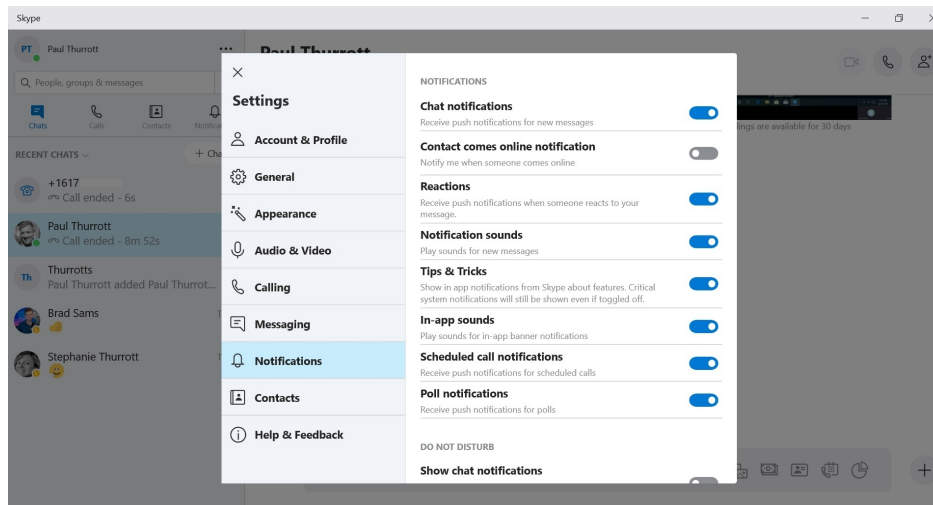 Skype
PT
Paul Thurrott
People, groups & messages
Chats
Calls
Contacts
RECENT CHATS
+1617
Call ended - 6s
Paul Thurrott
Call ended - 8m 52s
Th
Thurrotts
Paul Thurrott added Paul Thurrot...
Brad Sams
Stephanie Thurrott
Paul Thurrott
ings are available for 30 days
Settings
Account & Profile
General
Appearance
Audio & Video
Calling
Messaging
Notifications
Contacts
Help & Feedback
NOTIFICATIONS
Chat notifications
Receive push notifications for new messages
Contact comes online notification
Notify me when someone comes online
Reactions
Receive push notifications when someone reacts to your
message.
Notification sounds
Play sounds for new messages
Tips & Tricks
Show in app notifications from Skype about features. Critical
system notifications will still be shown even if toggled off.
In-app sounds
Play sounds for in-app banner notifications
Scheduled call notifications
Receive push notifications for scheduled calls
Poll notifications
Receive push notifications for polls
DO NOT DISTURB
Show chat notifications